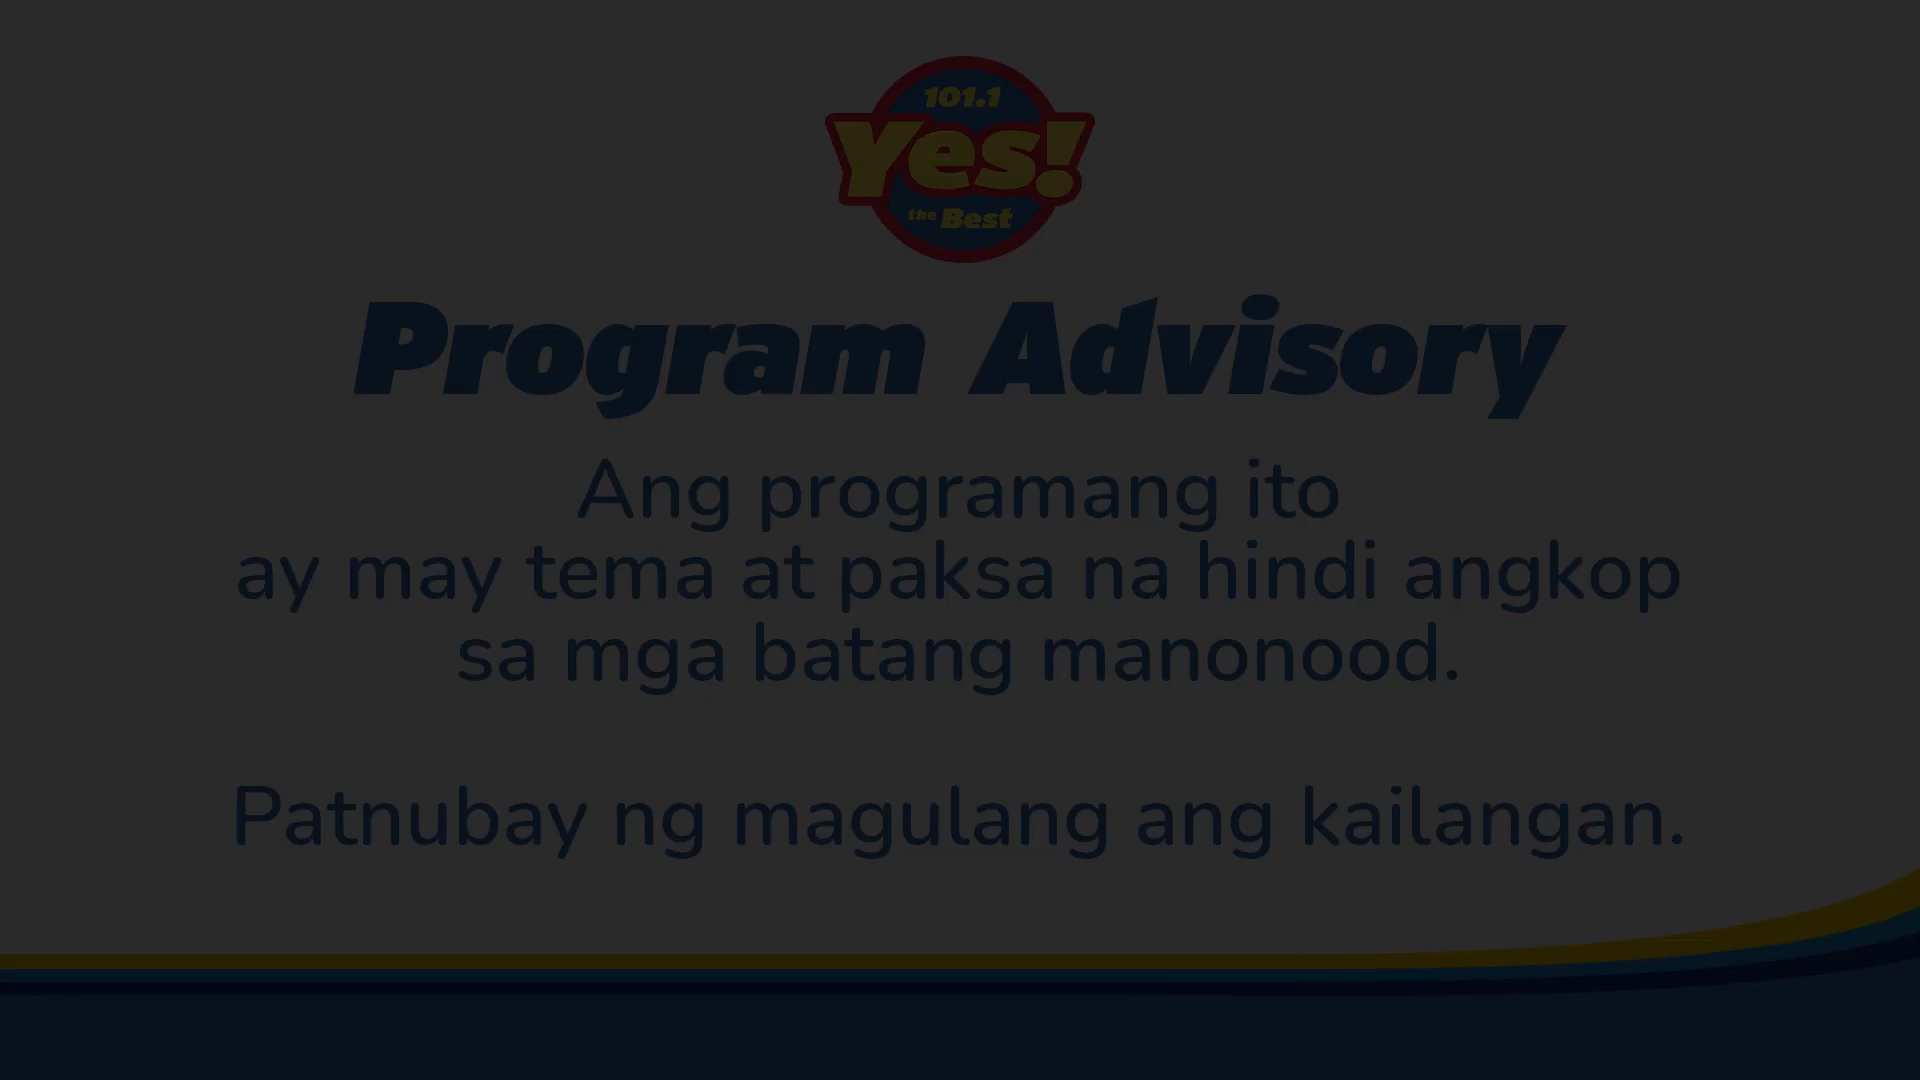 101.1
Yes!
the Best
Program Advisory
Ang programang ito
ay may tema at paksa na hindi angkop
sa mga batang manonood.
Patnubay ng magulang ang kailangan.